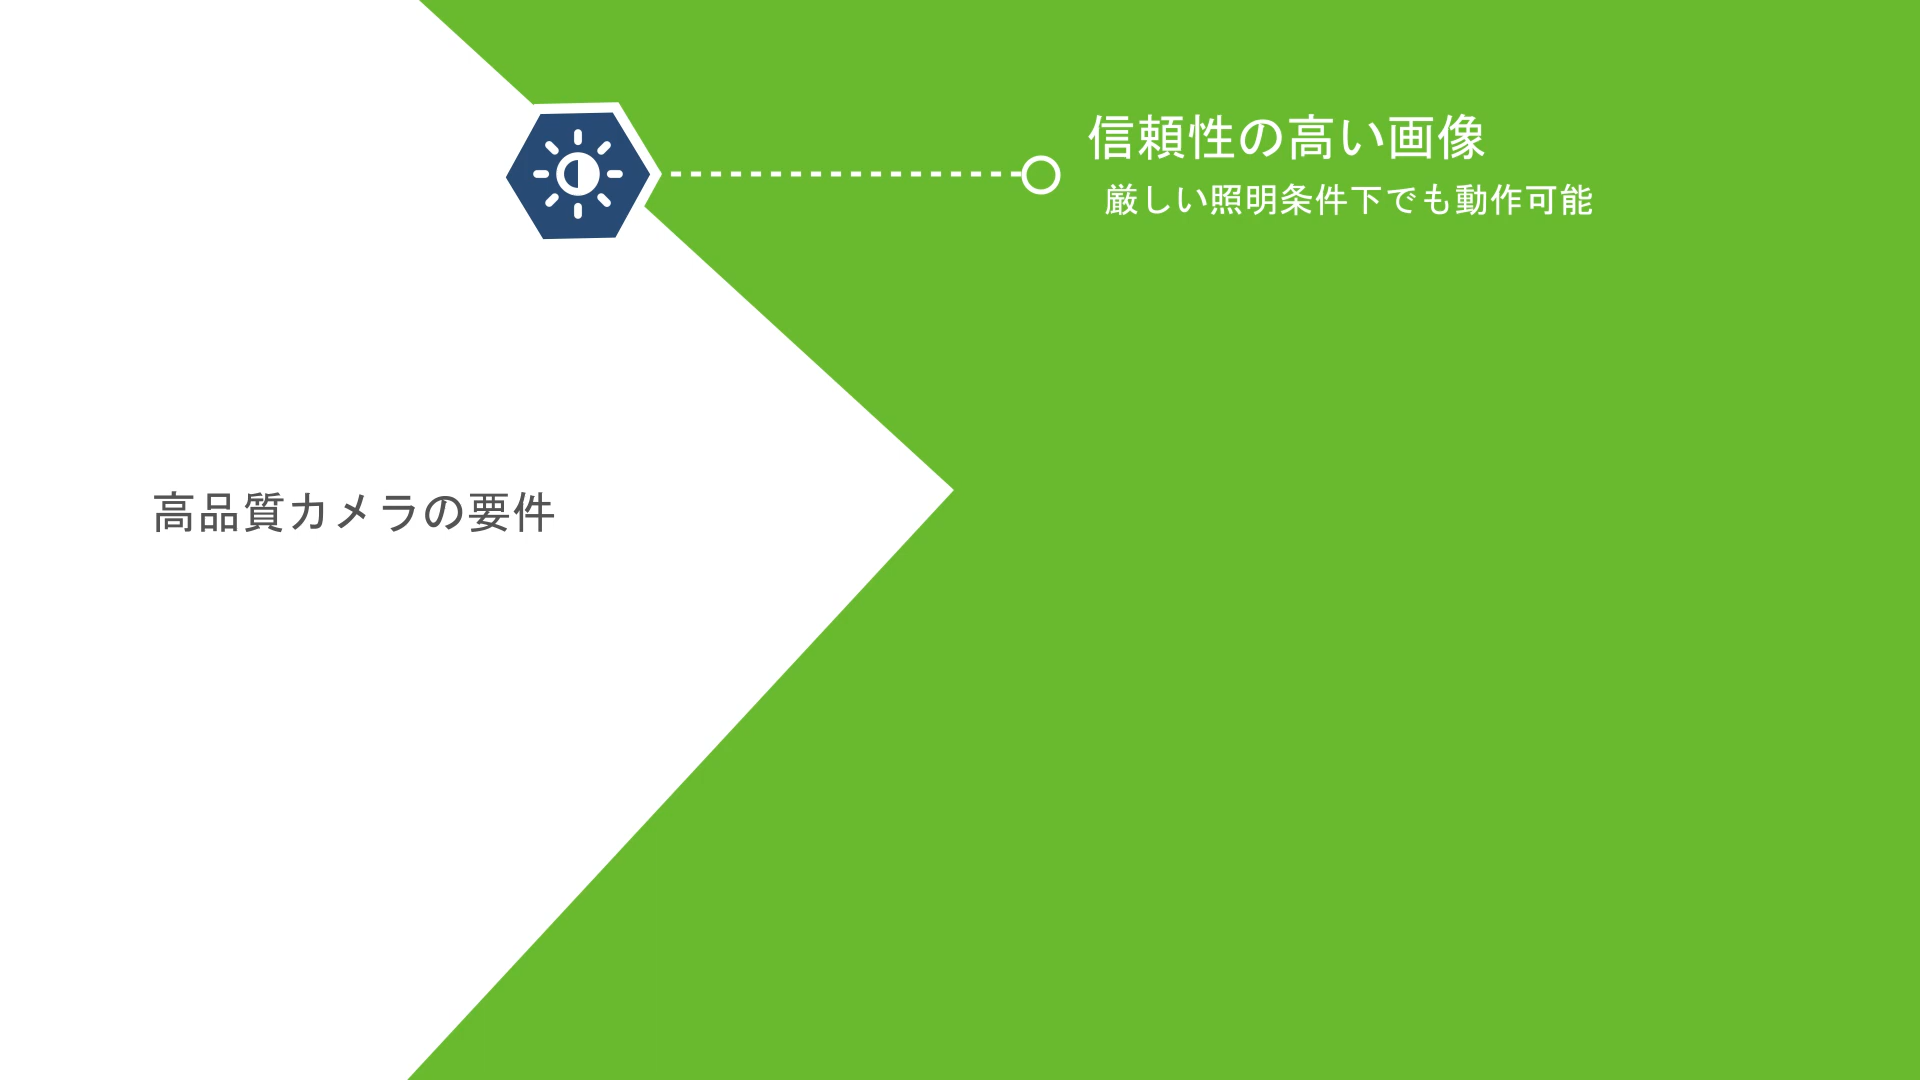 信頼性の高い画像
厳しい照明条件下でも動作可能
高品質カメラの要件